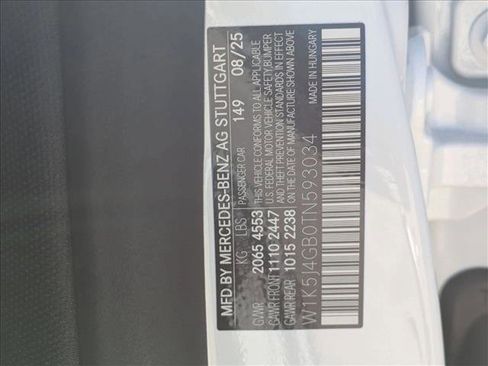 MFD.BY MERCEDES-BENZ AG STUTTGART
KG LBS PASSENGER CAR 149 08/25
GVWR 2065 4553 THIS VEHICLE CONFORMS TO ALL APPLICABLE
GAWR FRONT 1110 2447 U.S. FEDERAL MOTOR VEHICLE SAFETY, BUMPER
GAWR REAR 1015 2238 AND THEFT PREVENTION STANDARDS IN EFFECT
ON THE DATE OF MANUFACTURE SHOWN ABOVE
W1K5J4GB0TN593034 MADE IN HUNGARY